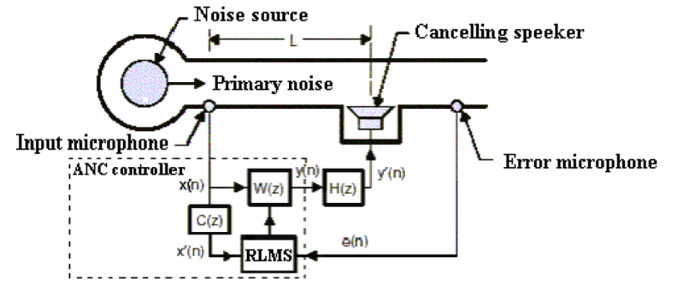 Noise source
L
Cancelling speeker
Primary noise
Input microphone
Error microphone
ANC controller
x(n)
W(z)
y(n)
H(z)
y'(n)
C(z)
x'(n)
RLMS
e(n)